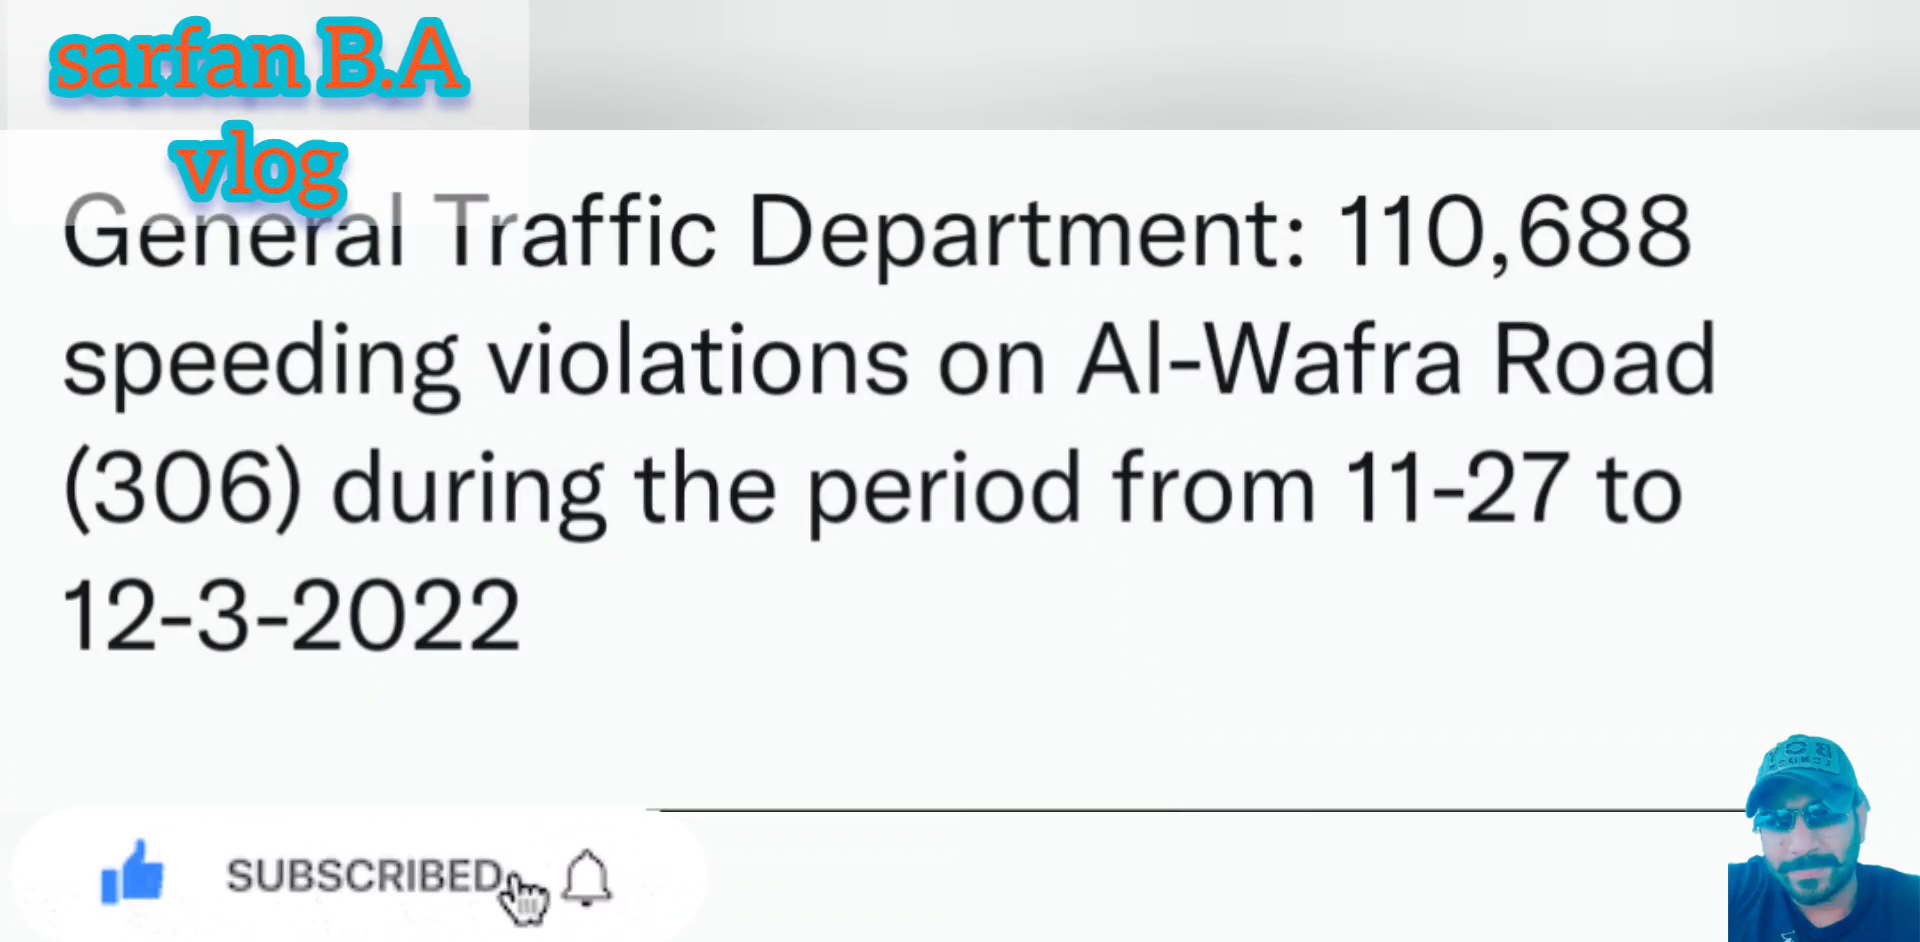 sarfan B.A
vlog
General Traffic Department: 110,688
speeding violations on Al-Wafra Road
(306) during the period from 11-27 to
12-3-2022
SUBSCRIBED